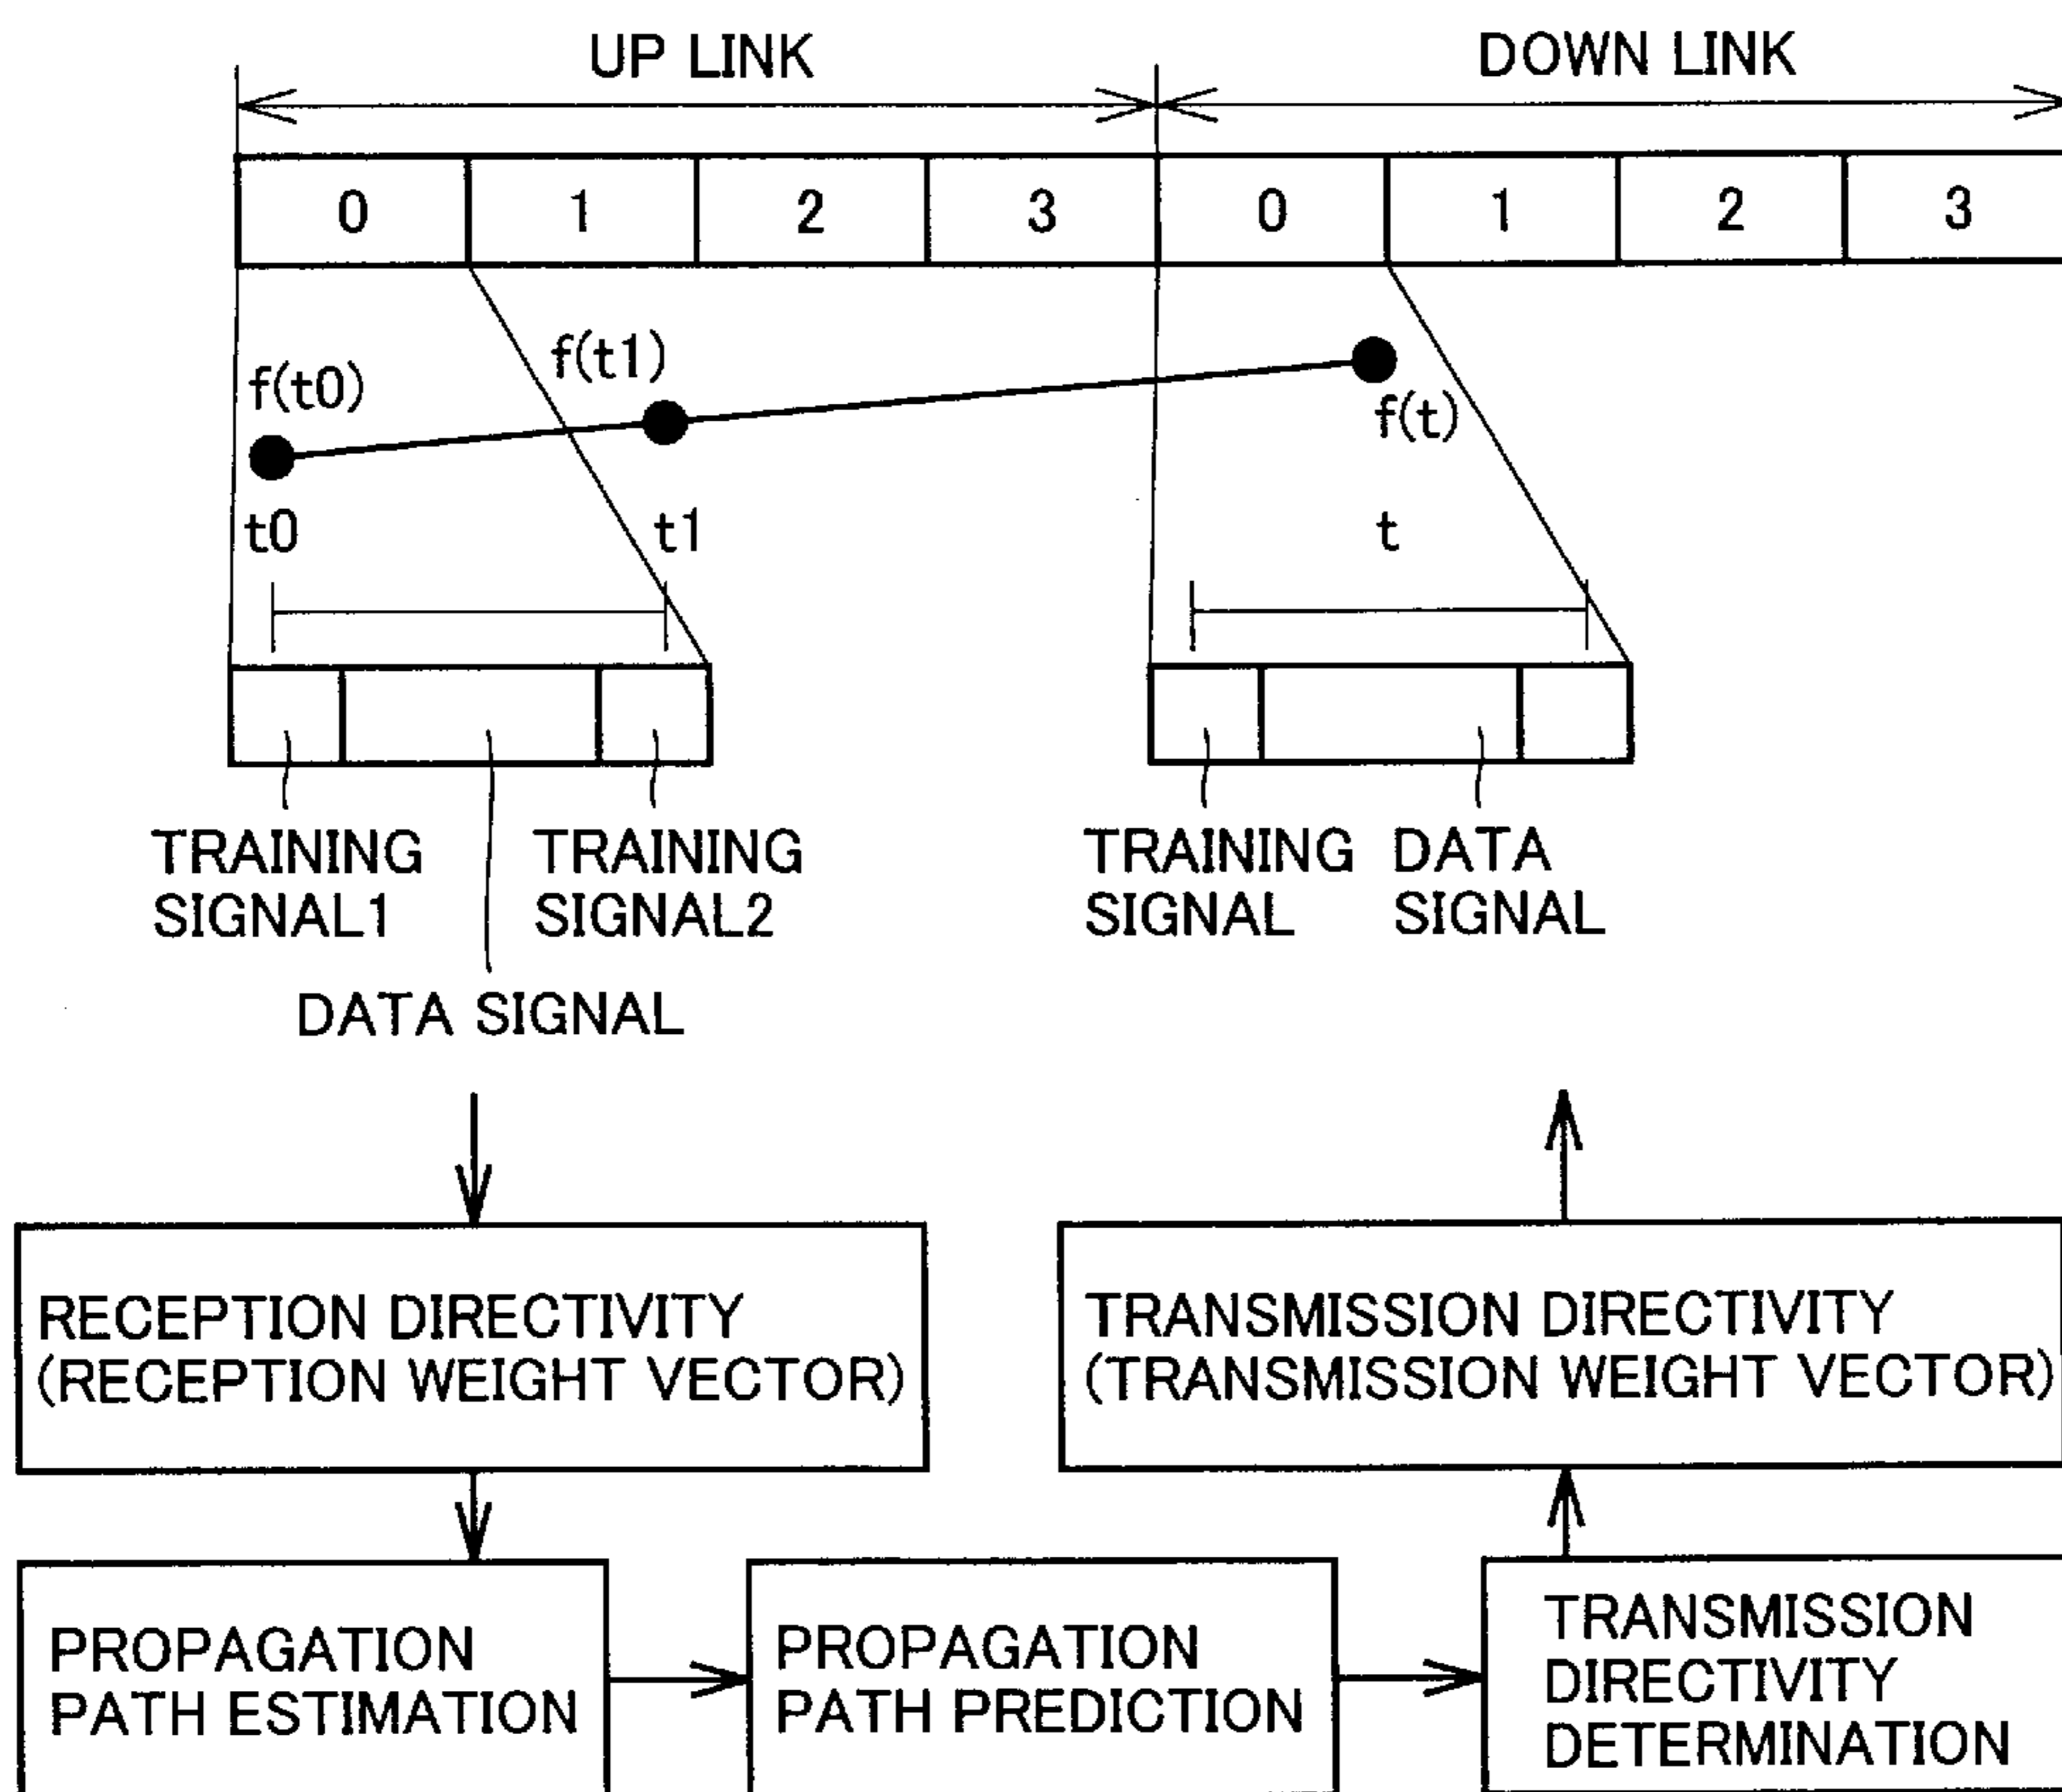 UP LINK
DOWN LINK
0 1 2 3 0 1 2 3
f(t0)
f(t1)
f(t)
t0
t1
t
TRAINING
SIGNAL1
TRAINING
SIGNAL2
DATA SIGNAL
TRAINING
SIGNAL
DATA
SIGNAL
RECEPTION DIRECTIVITY
(RECEPTION WEIGHT VECTOR)
TRANSMISSION DIRECTIVITY
(TRANSMISSION WEIGHT VECTOR)
PROPAGATION
PATH ESTIMATION
PROPAGATION
PATH PREDICTION
TRANSMISSION
DIRECTIVITY
DETERMINATION